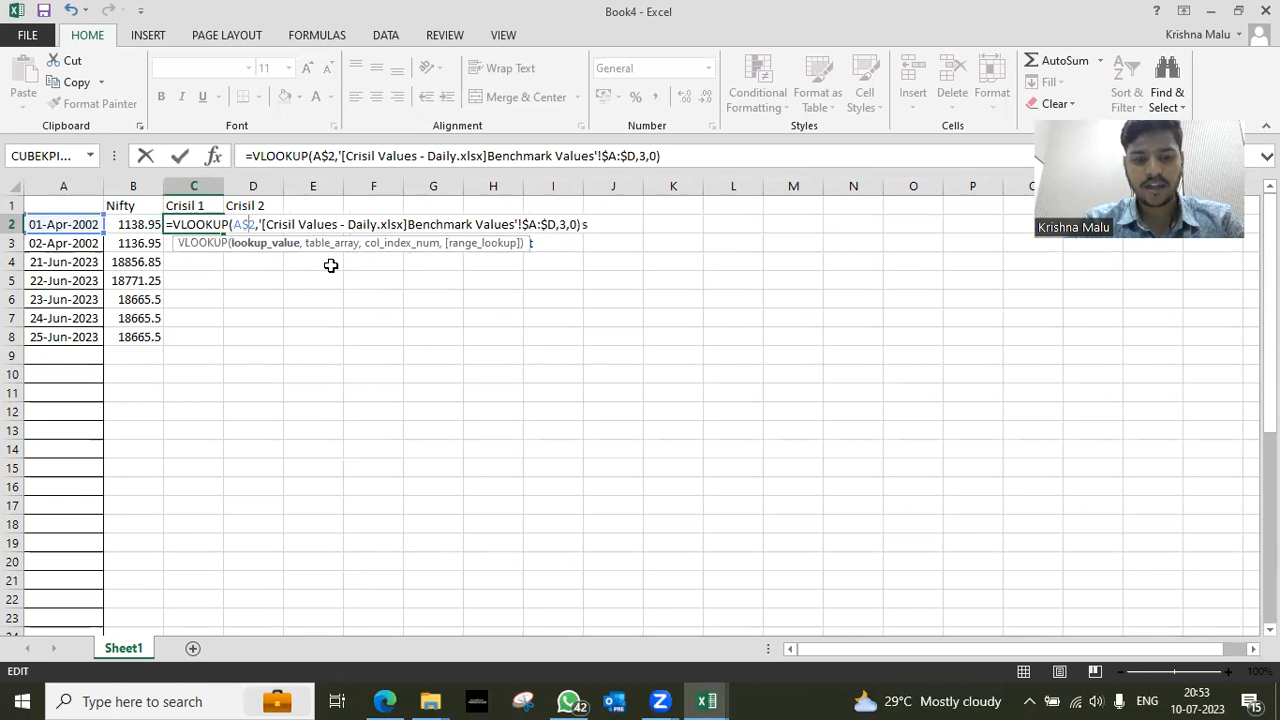 Book4 - Excel
FILE HOME INSERT PAGE LAYOUT FORMULAS DATA REVIEW VIEW Krishna Malu
Cut
Copy
Format Painter
Paste
11
B I U
A A
Wrap Text
Merge & Center
General
%
Conditional Formatting
Format as Table
Cell Styles
Insert
Delete
Format
AutoSum
Fill
Clear
Sort & Filter
Find & Select
Clipboard Font Alignment Number Styles Cells
CUBEKPI... fx =VLOOKUP(A$2,'[Crisil Values - Daily.xlsx]Benchmark Values'!$A:$D,3,0)
A B C D E F G H I J K L M N O P
1 Nifty Crisil 1 Crisil 2
2 01-Apr-2002 1138.95 =VLOOKUP(A$2,'[Crisil Values - Daily.xlsx]Benchmark Values'!$A:$D,3,0) s
3 02-Apr-2002 1136.95 VLOOKUP(lookup_value, table_array, col_index_num, [range_lookup]) t
4 21-Jun-2023 18856.85
5 22-Jun-2023 18771.25
6 23-Jun-2023 18665.5
7 24-Jun-2023 18665.5
8 25-Jun-2023 18665.5
9
10
11
12
13
14
15
16
17
18
19
20
21
22
23
Krishna Malu
Sheet1
EDIT 100%
Type here to search
42
29°C Mostly cloudy
ENG
20:53
10-07-2023
15